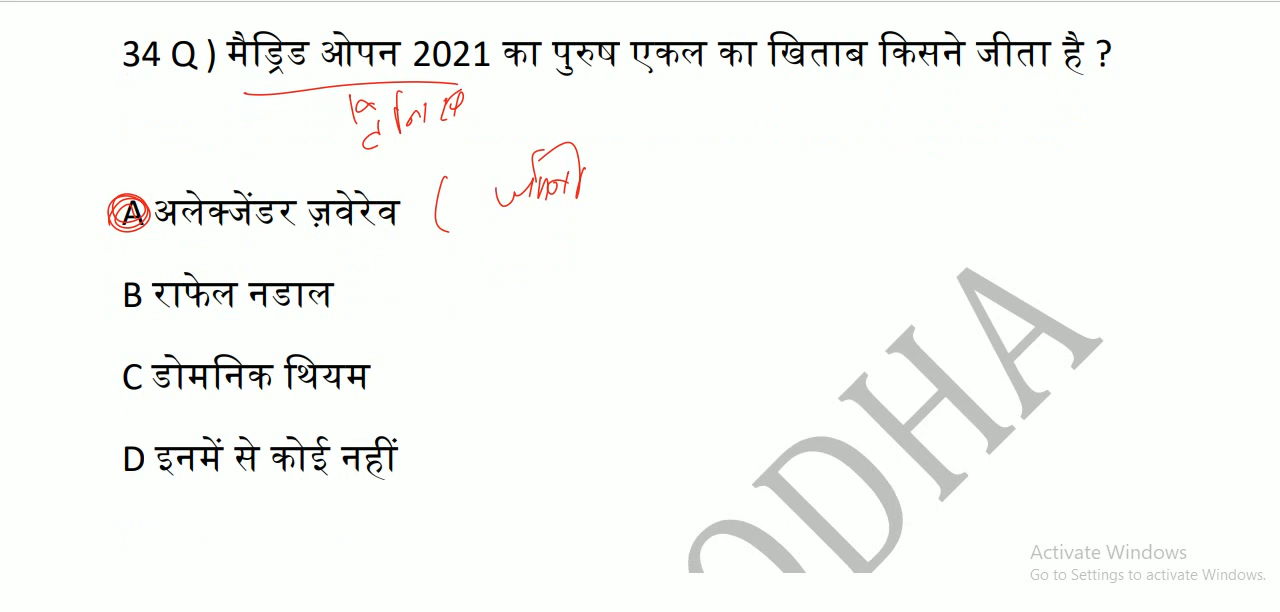 34 Q ) मैड्रिड ओपन 2021 का पुरुष एकल का खिताब किसने जीता है ?
A अलेक्जेंडर ज़वेरेव (
B राफेल नडाल
C डोमनिक थियम
D इनमें से कोई नहीं
ODHA
Activate Windows
Go to Settings to activate Windows.